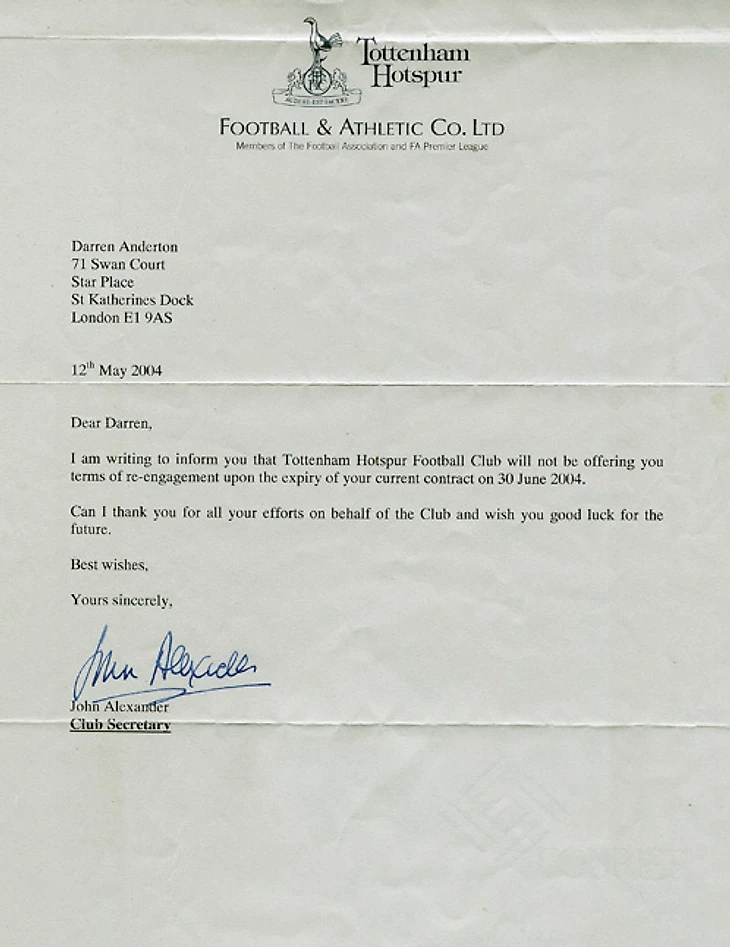 Tottenham
Hotspur
FOOTBALL & ATHLETIC CO. LTD
Members of The Football Association and FA Premier League
Darren Anderton
71 Swan Court
Star Place
St Katherines Dock
London E1 9AS
12th May 2004
Dear Darren,
I am writing to inform you that Tottenham Hotspur Football Club will not be offering you
terms of re-engagement upon the expiry of your current contract on 30 June 2004.
Can I thank you for all your efforts on behalf of the Club and wish you good luck for the
future.
Best wishes,
Yours sincerely,
John Alexander
John Alexander
Club Secretary